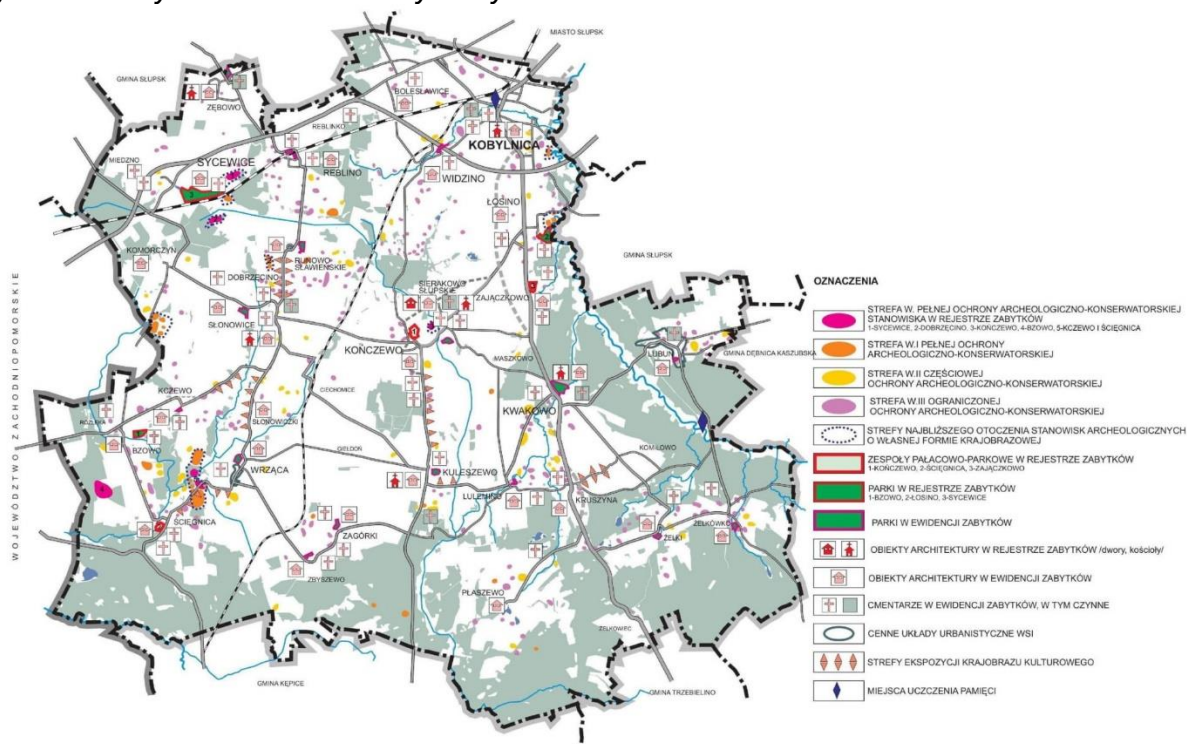 MIASTO SŁUPSK
GMINA SŁUPSK
ZĘBOWO
BOLESŁAWICE
REBLINKO
KOBYLNICA
MIEDZNO
SYCEWICE
REBLINO
WIDZINO
ŁOSINO
KOMORCZYN
RUNOWO
SŁAWIEŃSKIE
DOBRZĘCINO
SIERAKOWO
SŁUPSKIE
ZAJĄCZKOWO
GMINA SŁUPSK
SŁONOWICE
KOŃCZEWO
LUBUŃ
GMINA DĘBNICA KASZUBSKA
MASZKOWO
CIECHOMICE
KCZEWO
KWAKOWO
SŁONOWICZKI
BZOWO
GIEŁDOŃ
KOMIŁOWO
WRZĄCA
KULESZEWO
LULEMINO
KRUSZYNA
ŚCIĘGNICA
ZAGÓRKI
ŻELKÓWKO
ŻELKI
ZBYSZEWO
PŁASZEWO
ŻELKOWIEC
GMINA KĘPICE
GMINA TRZEBIELINO
WOJEWÓDZTWO ZACHODNIOPOMORSKIE
OZNACZENIA
STREFA W. PEŁNEJ OCHRONY ARCHEOLOGICZNO-KONSERWATORSKIEJ
STANOWISKA W REJESTRZE ZABYTKÓW
1-SYCEWICE, 2-DOBRZĘCINO, 3-KOŃCZEWO, 4-BZOWO, 5-KCZEWO I ŚCIĘGNICA
STREFA W.I PEŁNEJ OCHRONY
ARCHEOLOGICZNO-KONSERWATORSKIEJ
STREFA W.II CZĘŚCIOWEJ
OCHRONY ARCHEOLOGICZNO-KONSERWATORSKIEJ
STREFA W.III OGRANICZONEJ
OCHRONY ARCHEOLOGICZNO-KONSERWATORSKIEJ
STREFY NAJBLIŻSZEGO OTOCZENIA STANOWISK ARCHEOLOGICZNYCH
O WŁASNEJ FORMIE KRAJOBRAZOWEJ
ZESPOŁY PAŁACOWO-PARKOWE W REJESTRZE ZABYTKÓW
1-KOŃCZEWO, 2-ŚCIĘGNICA, 3-ZAJĄCZKOWO
PARKI W REJESTRZE ZABYTKÓW
1-BZOWO, 2-ŁOSINO, 3-SYCEWICE
PARKI W EWIDENCJI ZABYTKÓW
OBIEKTY ARCHITEKTURY W REJESTRZE ZABYTKÓW /dwory, kościoły/
OBIEKTY ARCHITEKTURY W EWIDENCJI ZABYTKÓW
CMENTARZE W EWIDENCJI ZABYTKÓW, W TYM CZYNNE
CENNE UKŁADY URBANISTYCZNE WSI
STREFY EKSPOZYCJI KRAJOBRAZU KULTUROWEGO
MIEJSCA UCZCZENIA PAMIĘCI